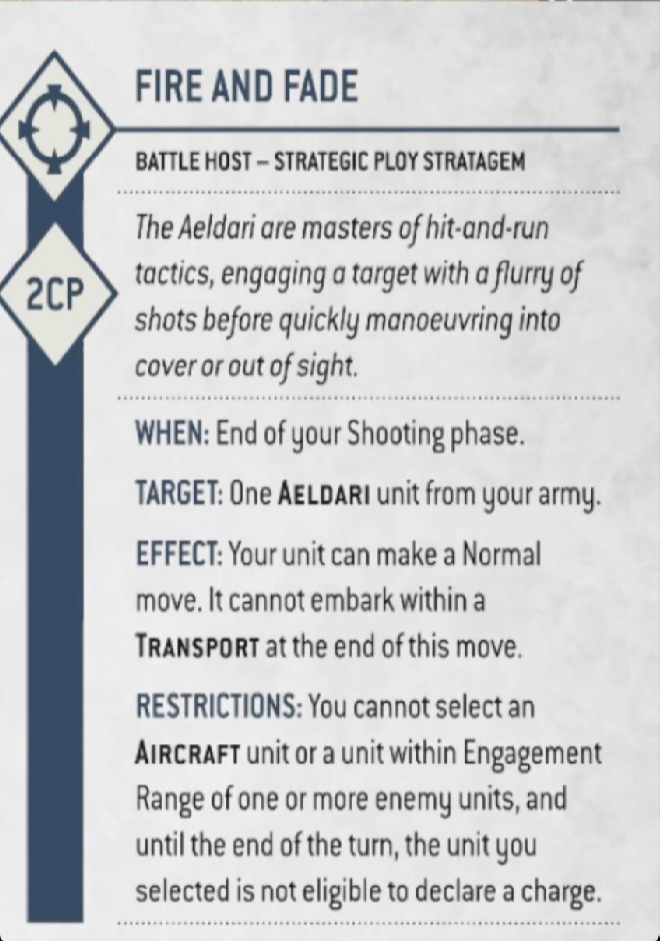 FIRE AND FADE
BATTLE HOST – STRATEGIC PLOY STRATAGEM
The Aeldari are masters of hit-and-run
tactics, engaging a target with a flurry of
shots before quickly manoeuvring into
cover or out of sight.
2CP
WHEN: End of your Shooting phase.
TARGET: One AELDARI unit from your army.
EFFECT: Your unit can make a Normal
move. It cannot embark within a
TRANSPORT at the end of this move.
RESTRICTIONS: You cannot select an
AIRCRAFT unit or a unit within Engagement
Range of one or more enemy units, and
until the end of the turn, the unit you
selected is not eligible to declare a charge.